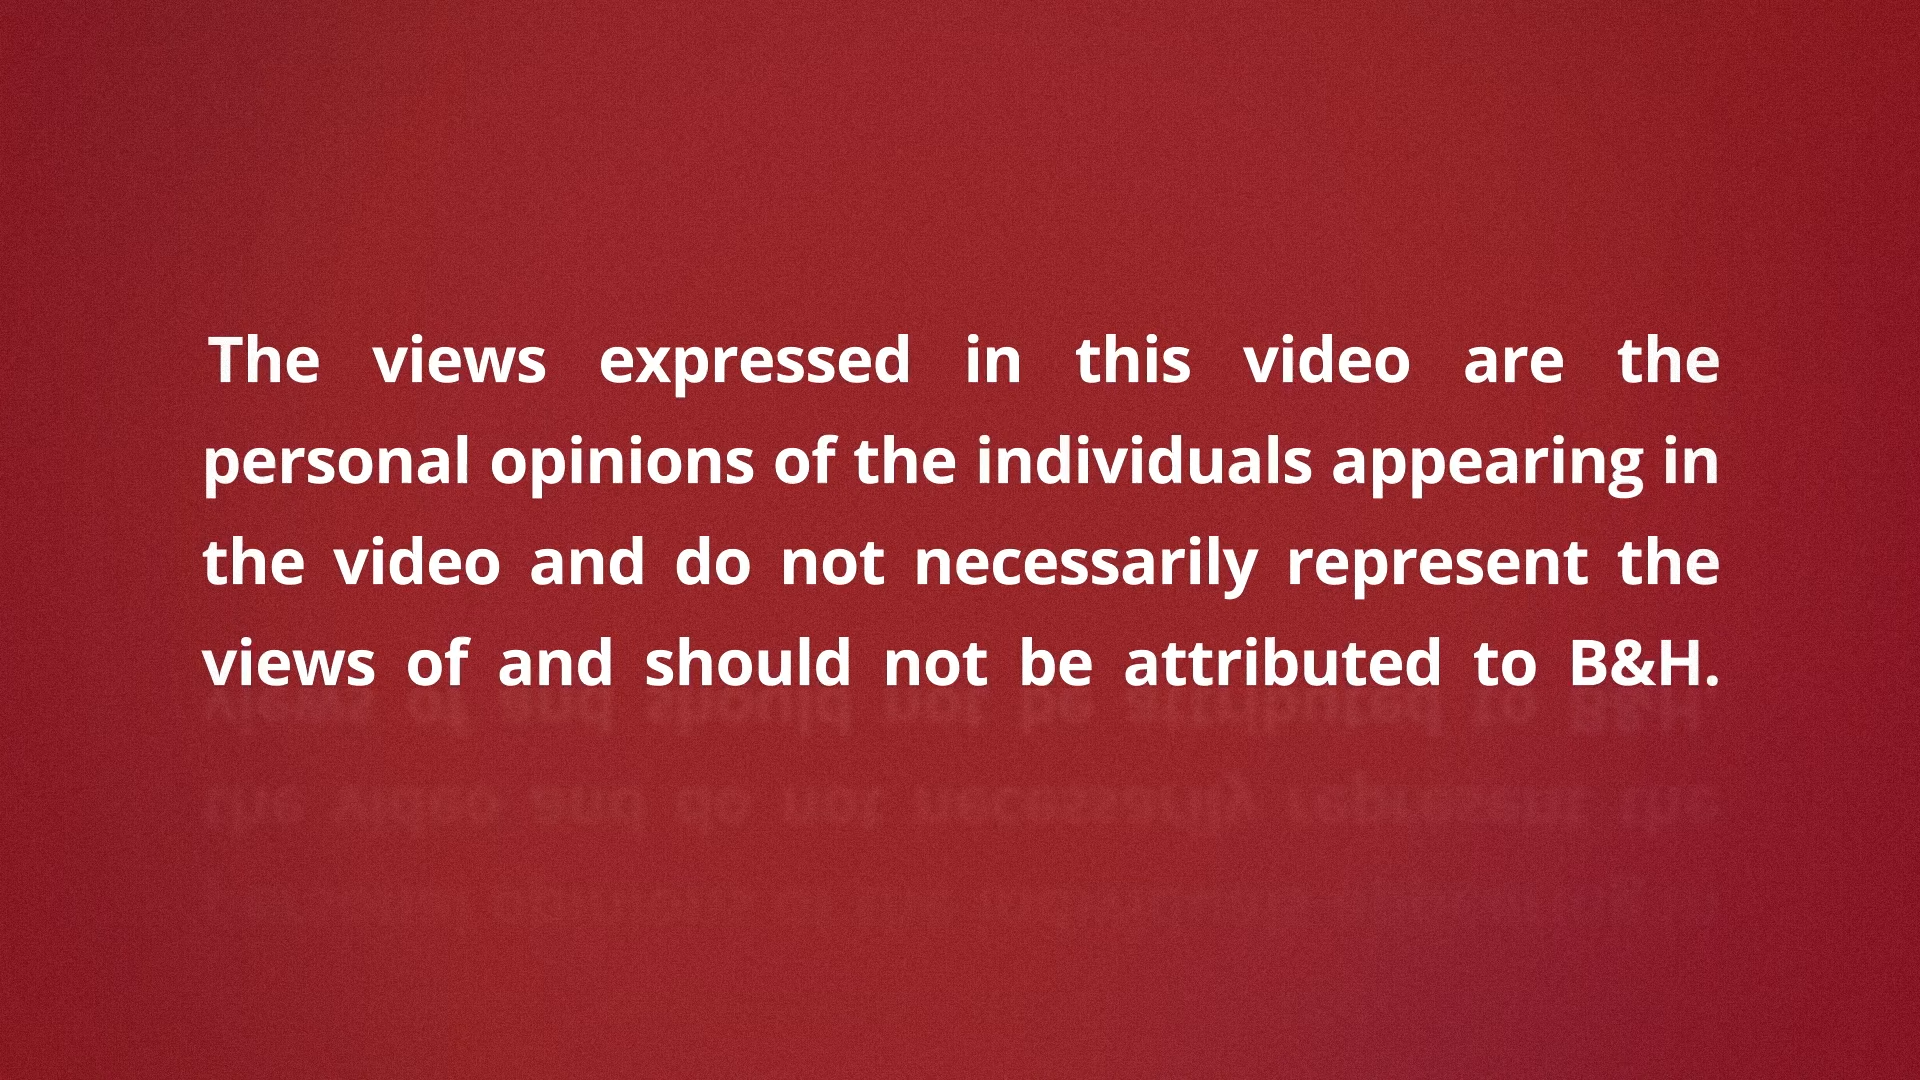 The views expressed in this video are the
personal opinions of the individuals appearing in
the video and do not necessarily represent the
views of and should not be attributed to B&H.